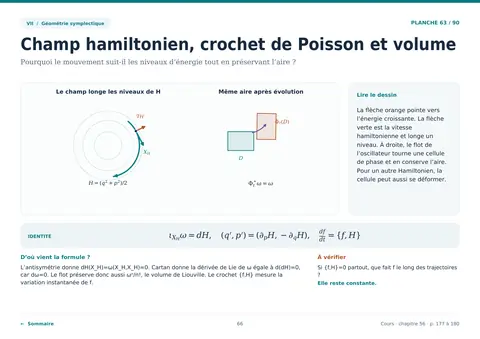 VII / Géométrie symplectique
PLANCHE 63 / 90
Champ hamiltonien, crochet de Poisson et volume
Pourquoi le mouvement suit-il les niveaux d'énergie tout en préservant l'aire ?
Le champ longe les niveaux de H
Même aire après évolution
∇H
X_H
H = (q² + p²)/2
D
Φₜ(D)
Φₜ*ω = ω
Lire le dessin
La flèche orange pointe vers
l'énergie croissante. La flèche
verte est la vitesse
hamiltonienne et longe un
niveau. À droite, le flot de
l'oscillateur tourne une cellule
de phase et en conserve l'aire.
Pour un autre Hamiltonien, la
cellule peut aussi se déformer.
IDENTITÉ
ι_{X_H}ω = dH, (q′, p′) = (∂ₚH, − ∂_qH), df/dt = {f, H}
D'où vient la formule ?
L'antisymétrie donne dH(X_H)=ω(X_H,X_H)=0. Cartan donne la dérivée de Lie de ω égale à d(dH)=0,
car dω=0. Le flot préserve donc aussi ωⁿ/n!, le volume de Liouville. Le crochet {f,H} mesure la
variation instantanée de f.
À vérifier
Si {f,H}=0 partout, que fait f le long des trajectoires
?
Elle reste constante.
← Sommaire
66
Cours · chapitre 56 · p. 177 à 180